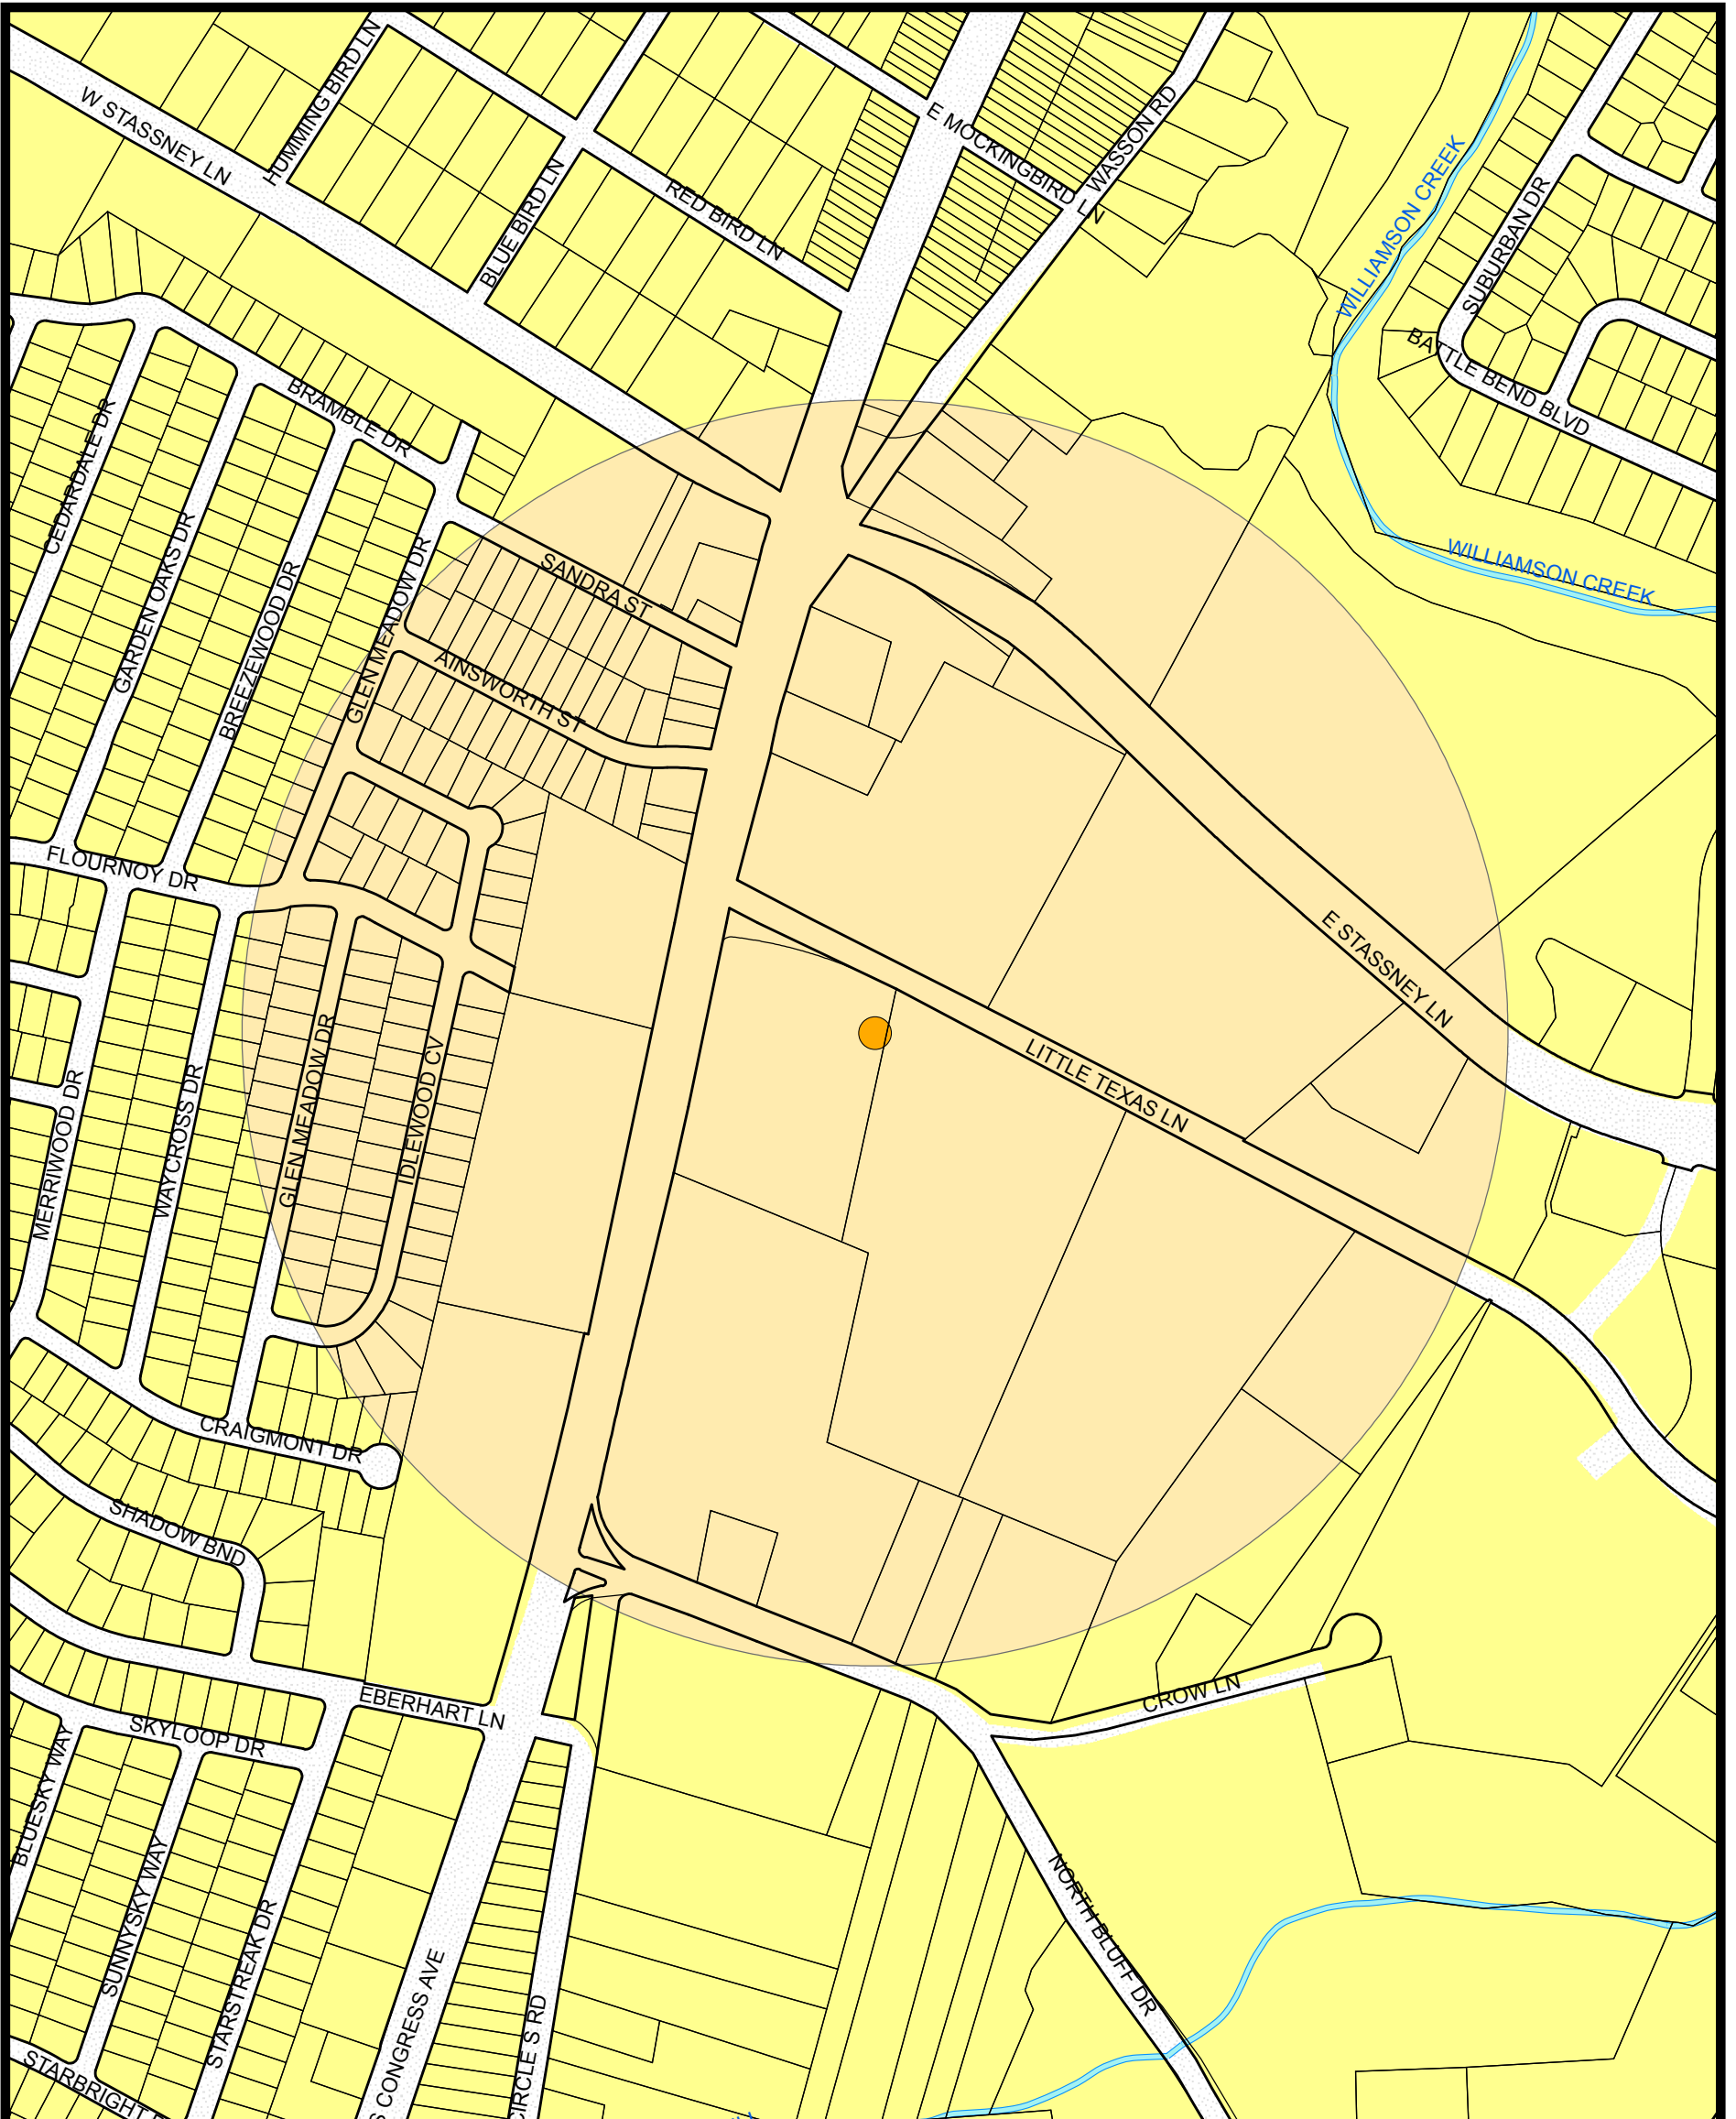 W STASSNEY LN
HUMMING BIRD LN
BLUE BIRD LN
RED BIRD LN
E MOCKINGBIRD LN
WASSON RD
WILLIAMSON CREEK
SUBURBAN DR
BATTLE BEND BLVD
WILLIAMSON CREEK
BRAMBLE DR
CEDARDALE DR
GARDEN OAKS DR
BREEZEWOOD DR
GLEN MEADOW DR
SANDRA ST
AINSWORTH ST
FLOURNOY DR
E STASSNEY LN
LITTLE TEXAS LN
MERRIWOOD DR
WAYCROSS DR
GLEN MEADOW DR
IDLEWOOD CV
CRAIGMONT DR
SHADOW BND
EBERHART LN
CROW LN
SKYLOOP DR
BLUESKY WAY
SUNNYSKY WAY
STARSTREAK DR
S CONGRESS AVE
CIRCLE S RD
NORTH BLUFF DR
STARBRIGHT